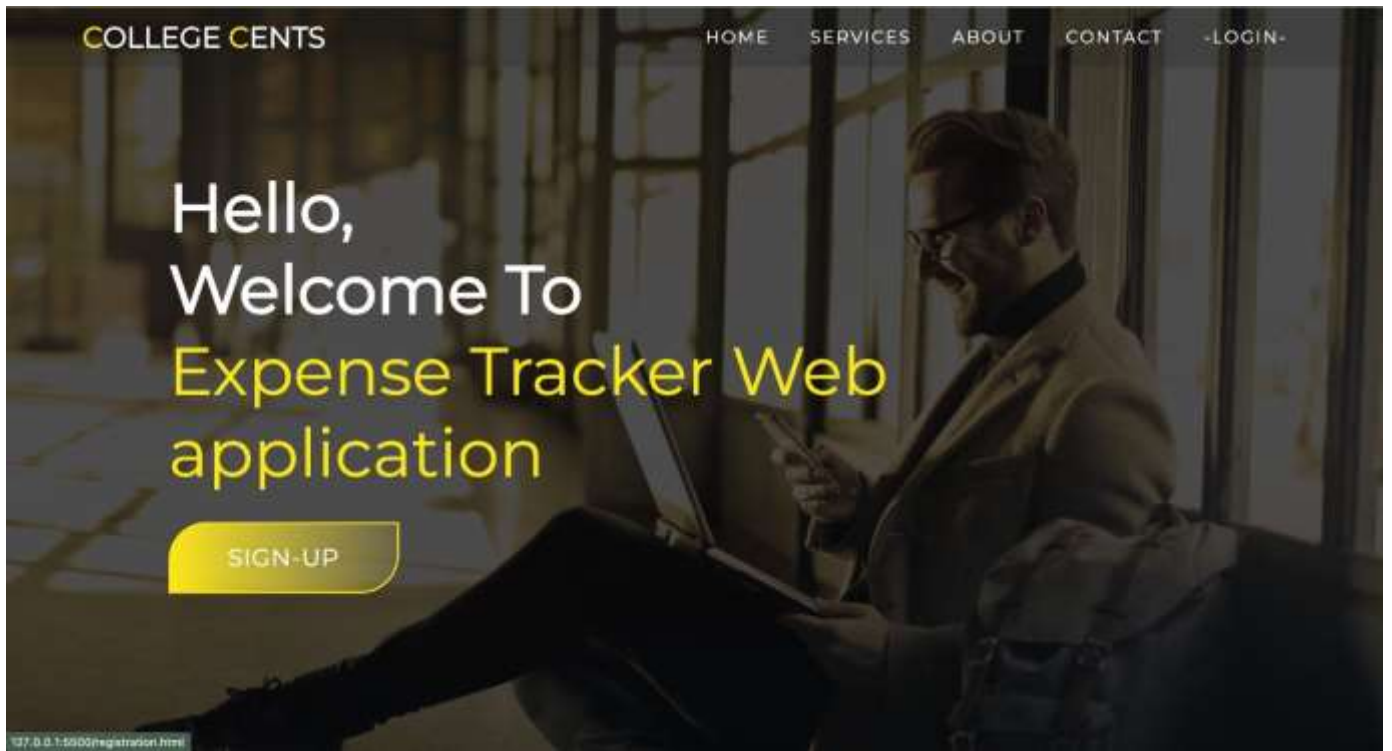 COLLEGE CENTS
HOME SERVICES ABOUT CONTACT -LOGIN-
Hello,
Welcome To
Expense Tracker Web
application
SIGN-UP
127.0.0.1:5500/registration.html